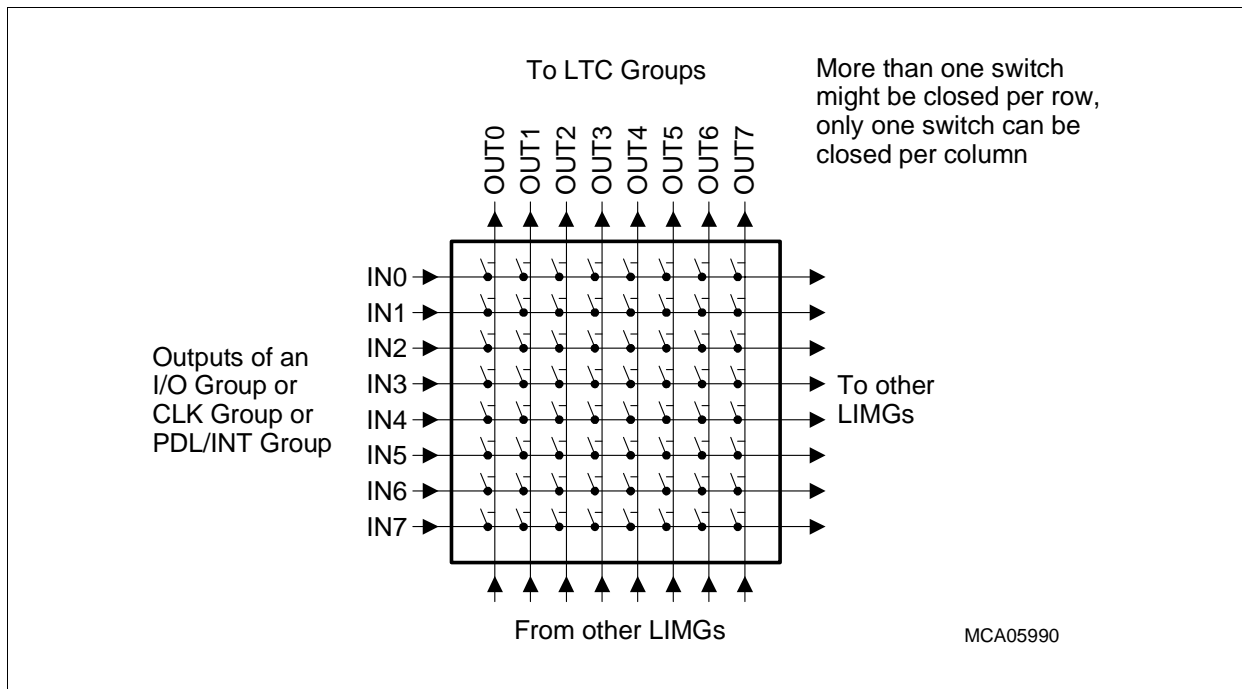 To LTC Groups
More than one switch
might be closed per row,
only one switch can be
closed per column
OUT0
OUT1
OUT2
OUT3
OUT4
OUT5
OUT6
OUT7
IN0
IN1
IN2
IN3
IN4
IN5
IN6
IN7
Outputs of an
I/O Group or
CLK Group or
PDL/INT Group
To other
LIMGs
From other LIMGs
MCA05990